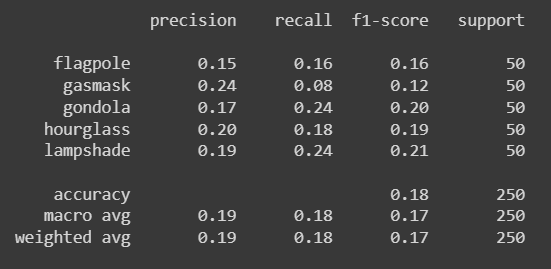 precision recall f1-score support
flagpole 0.15 0.16 0.16 50
gasmask 0.24 0.08 0.12 50
gondola 0.17 0.24 0.20 50
hourglass 0.20 0.18 0.19 50
lampshade 0.19 0.24 0.21 50
accuracy 0.18 250
macro avg 0.19 0.18 0.17 250
weighted avg 0.19 0.18 0.17 250